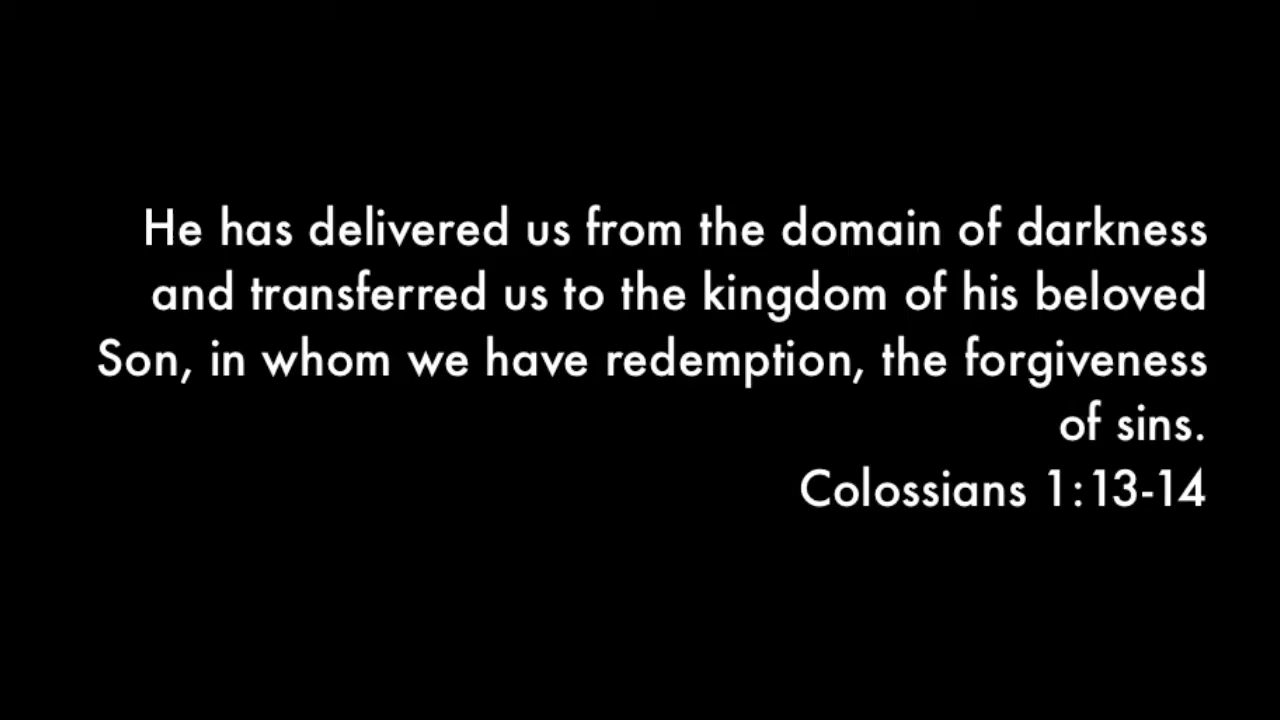 He has delivered us from the domain of darkness
and transferred us to the kingdom of his beloved
Son, in whom we have redemption, the forgiveness
of sins.
Colossians 1:13-14